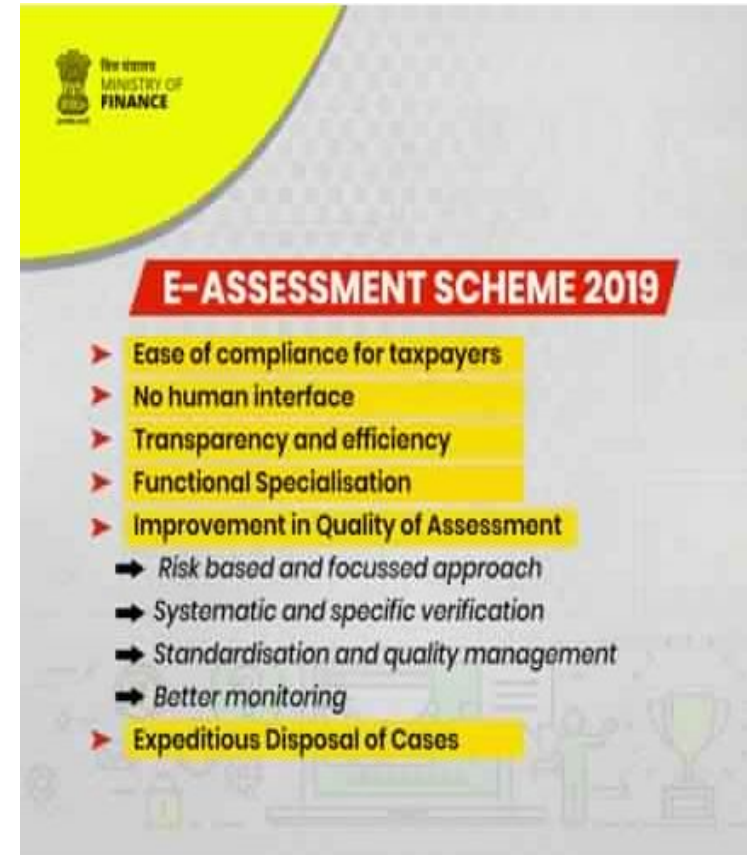 वित्त मंत्रालय
MINISTRY OF
FINANCE
E-ASSESSMENT SCHEME 2019
Ease of compliance for taxpayers
No human interface
Transparency and efficiency
Functional Specialisation
Improvement in Quality of Assessment
Risk based and focussed approach
Systematic and specific verification
Standardisation and quality management
Better monitoring
Expeditious Disposal of Cases